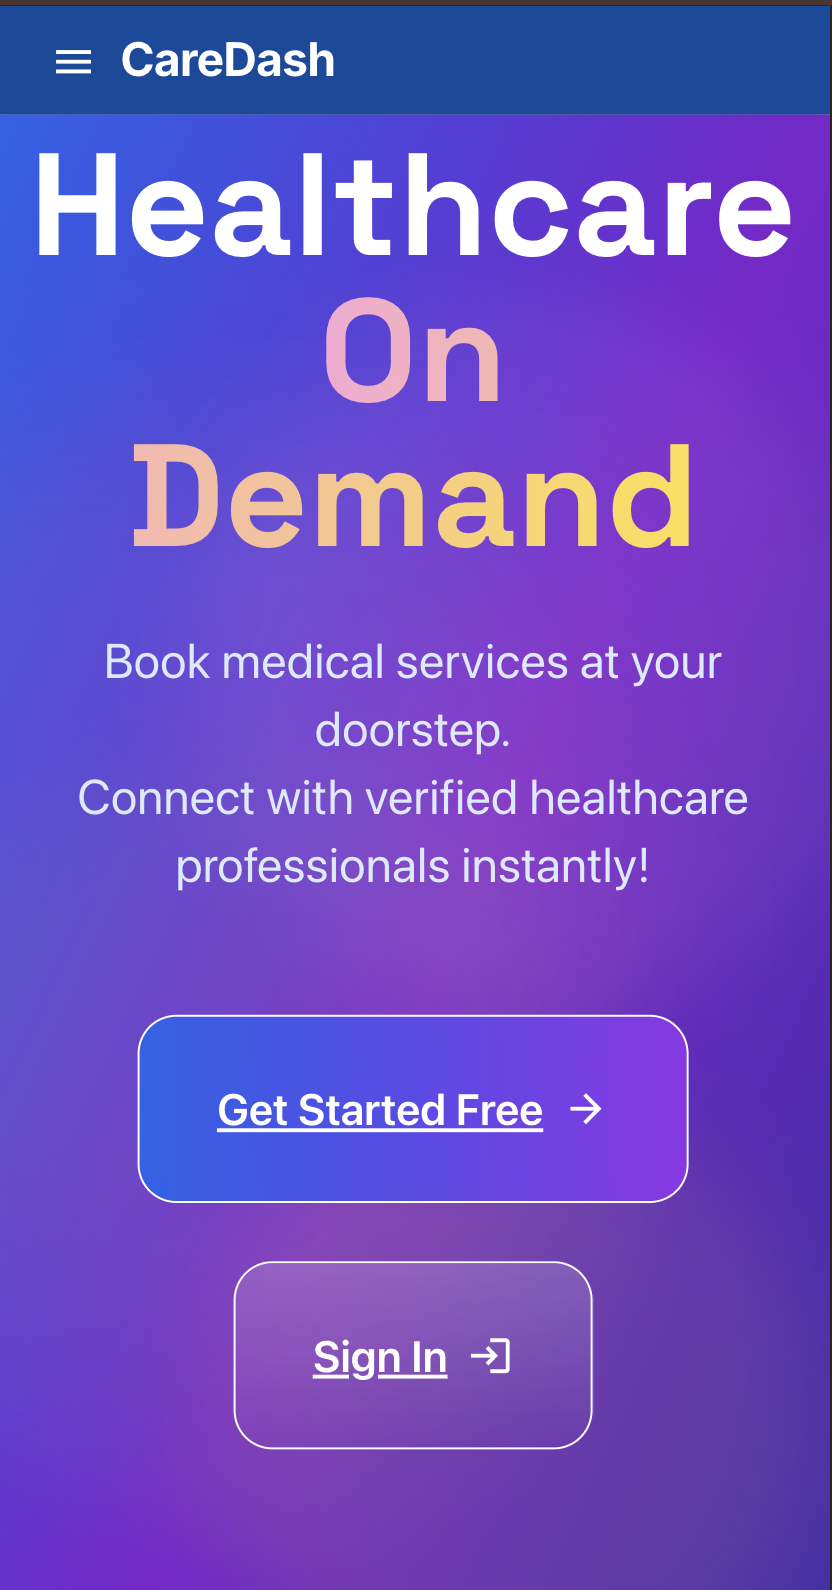 CareDash
Healthcare
On
Demand
Book medical services at your
doorstep.
Connect with verified healthcare
professionals instantly!
Get Started Free
Sign In